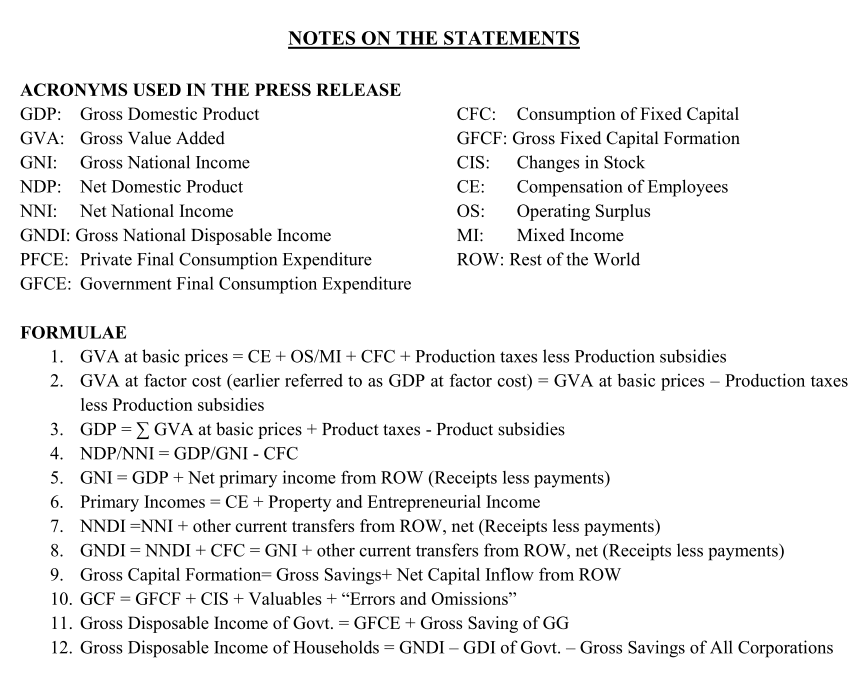 NOTES ON THE STATEMENTS
ACRONYMS USED IN THE PRESS RELEASE
GDP: Gross Domestic Product
GVA: Gross Value Added
GNI: Gross National Income
NDP: Net Domestic Product
NNI: Net National Income
GNDI: Gross National Disposable Income
PFCE: Private Final Consumption Expenditure
GFCE: Government Final Consumption Expenditure
CFC: Consumption of Fixed Capital
GFCF: Gross Fixed Capital Formation
CIS: Changes in Stock
CE: Compensation of Employees
OS: Operating Surplus
MI: Mixed Income
ROW: Rest of the World
FORMULAE
1. GVA at basic prices = CE + OS/MI + CFC + Production taxes less Production subsidies
2. GVA at factor cost (earlier referred to as GDP at factor cost) = GVA at basic prices – Production taxes
less Production subsidies
3. GDP = ∑ GVA at basic prices + Product taxes - Product subsidies
4. NDP/NNI = GDP/GNI - CFC
5. GNI = GDP + Net primary income from ROW (Receipts less payments)
6. Primary Incomes = CE + Property and Entrepreneurial Income
7. NNDI =NNI + other current transfers from ROW, net (Receipts less payments)
8. GNDI = NNDI + CFC = GNI + other current transfers from ROW, net (Receipts less payments)
9. Gross Capital Formation= Gross Savings+ Net Capital Inflow from ROW
10. GCF = GFCF + CIS + Valuables + “Errors and Omissions”
11. Gross Disposable Income of Govt. = GFCE + Gross Saving of GG
12. Gross Disposable Income of Households = GNDI – GDI of Govt. – Gross Savings of All Corporations